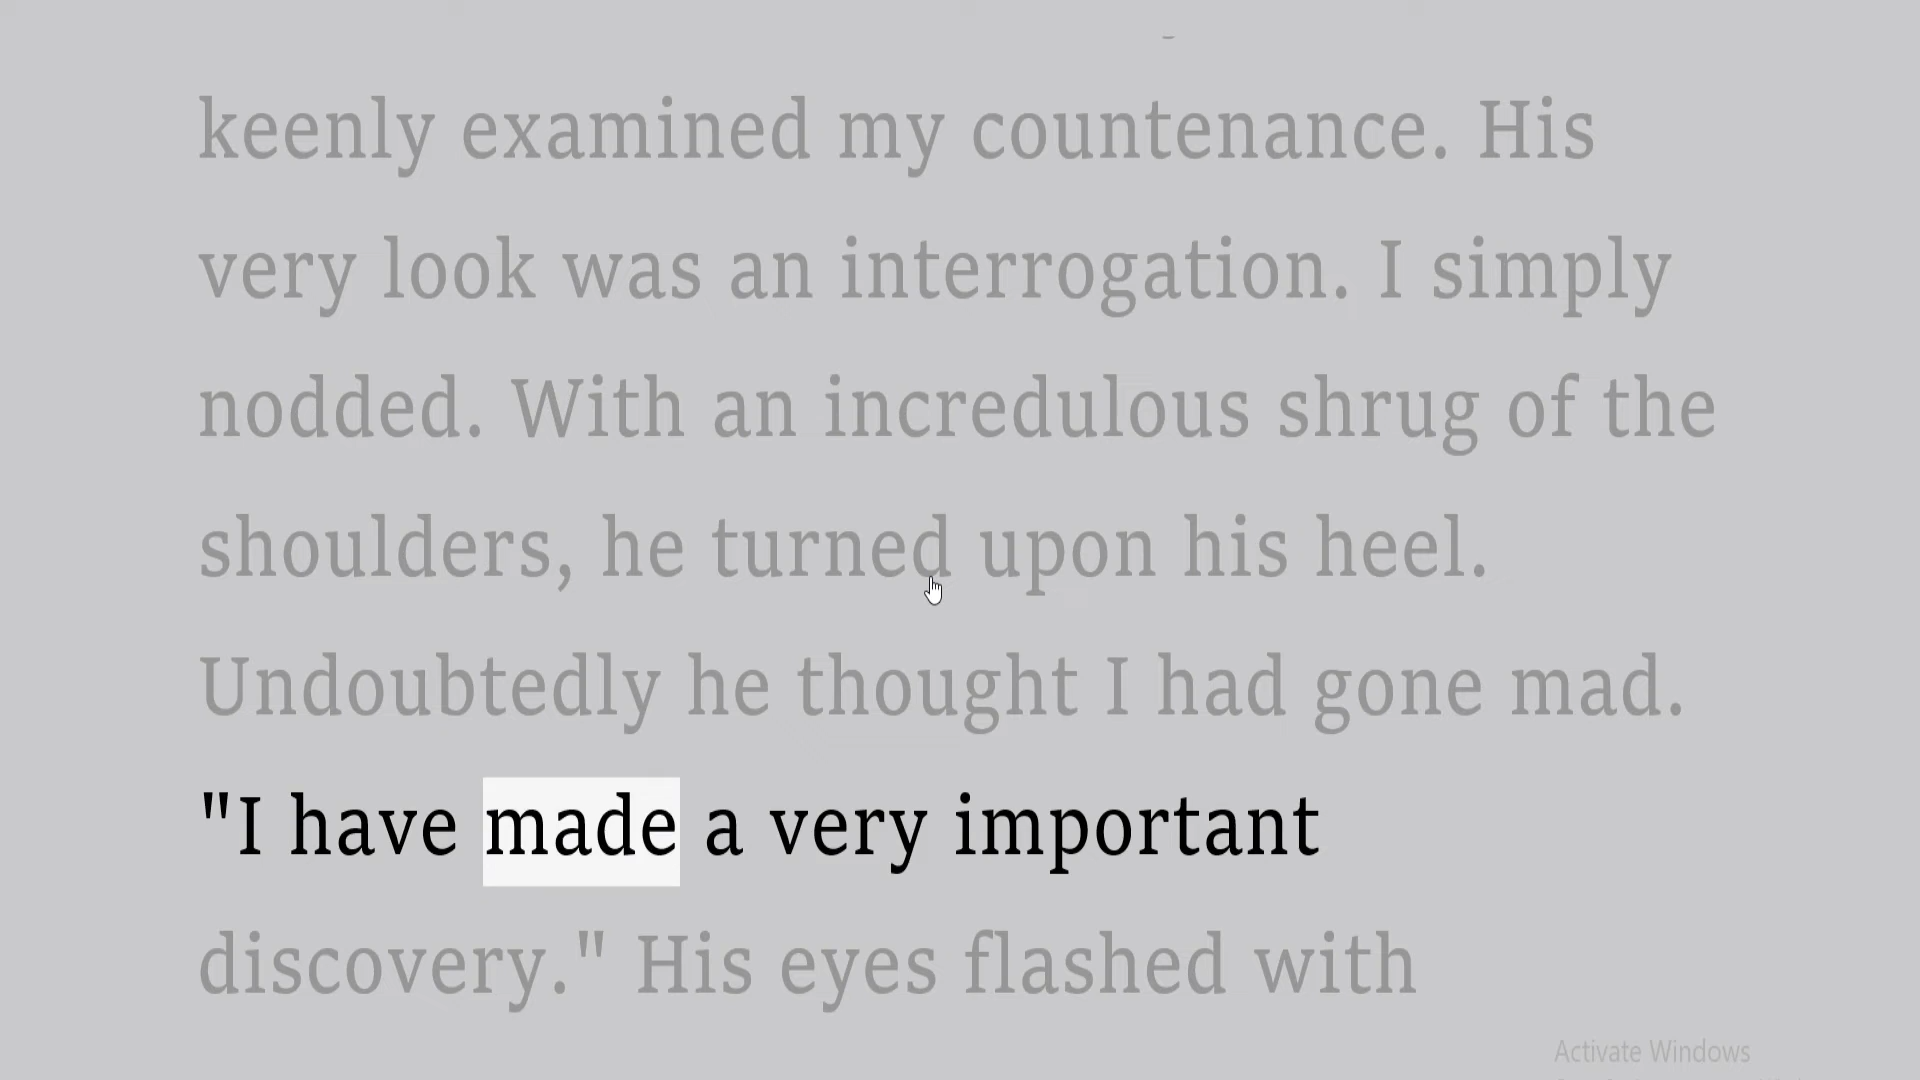 keenly examined my countenance. His
very look was an interrogation. I simply
nodded. With an incredulous shrug of the
shoulders, he turned upon his heel.
Undoubtedly he thought I had gone mad.
"I have made a very important
discovery." His eyes flashed with
Activate Windows